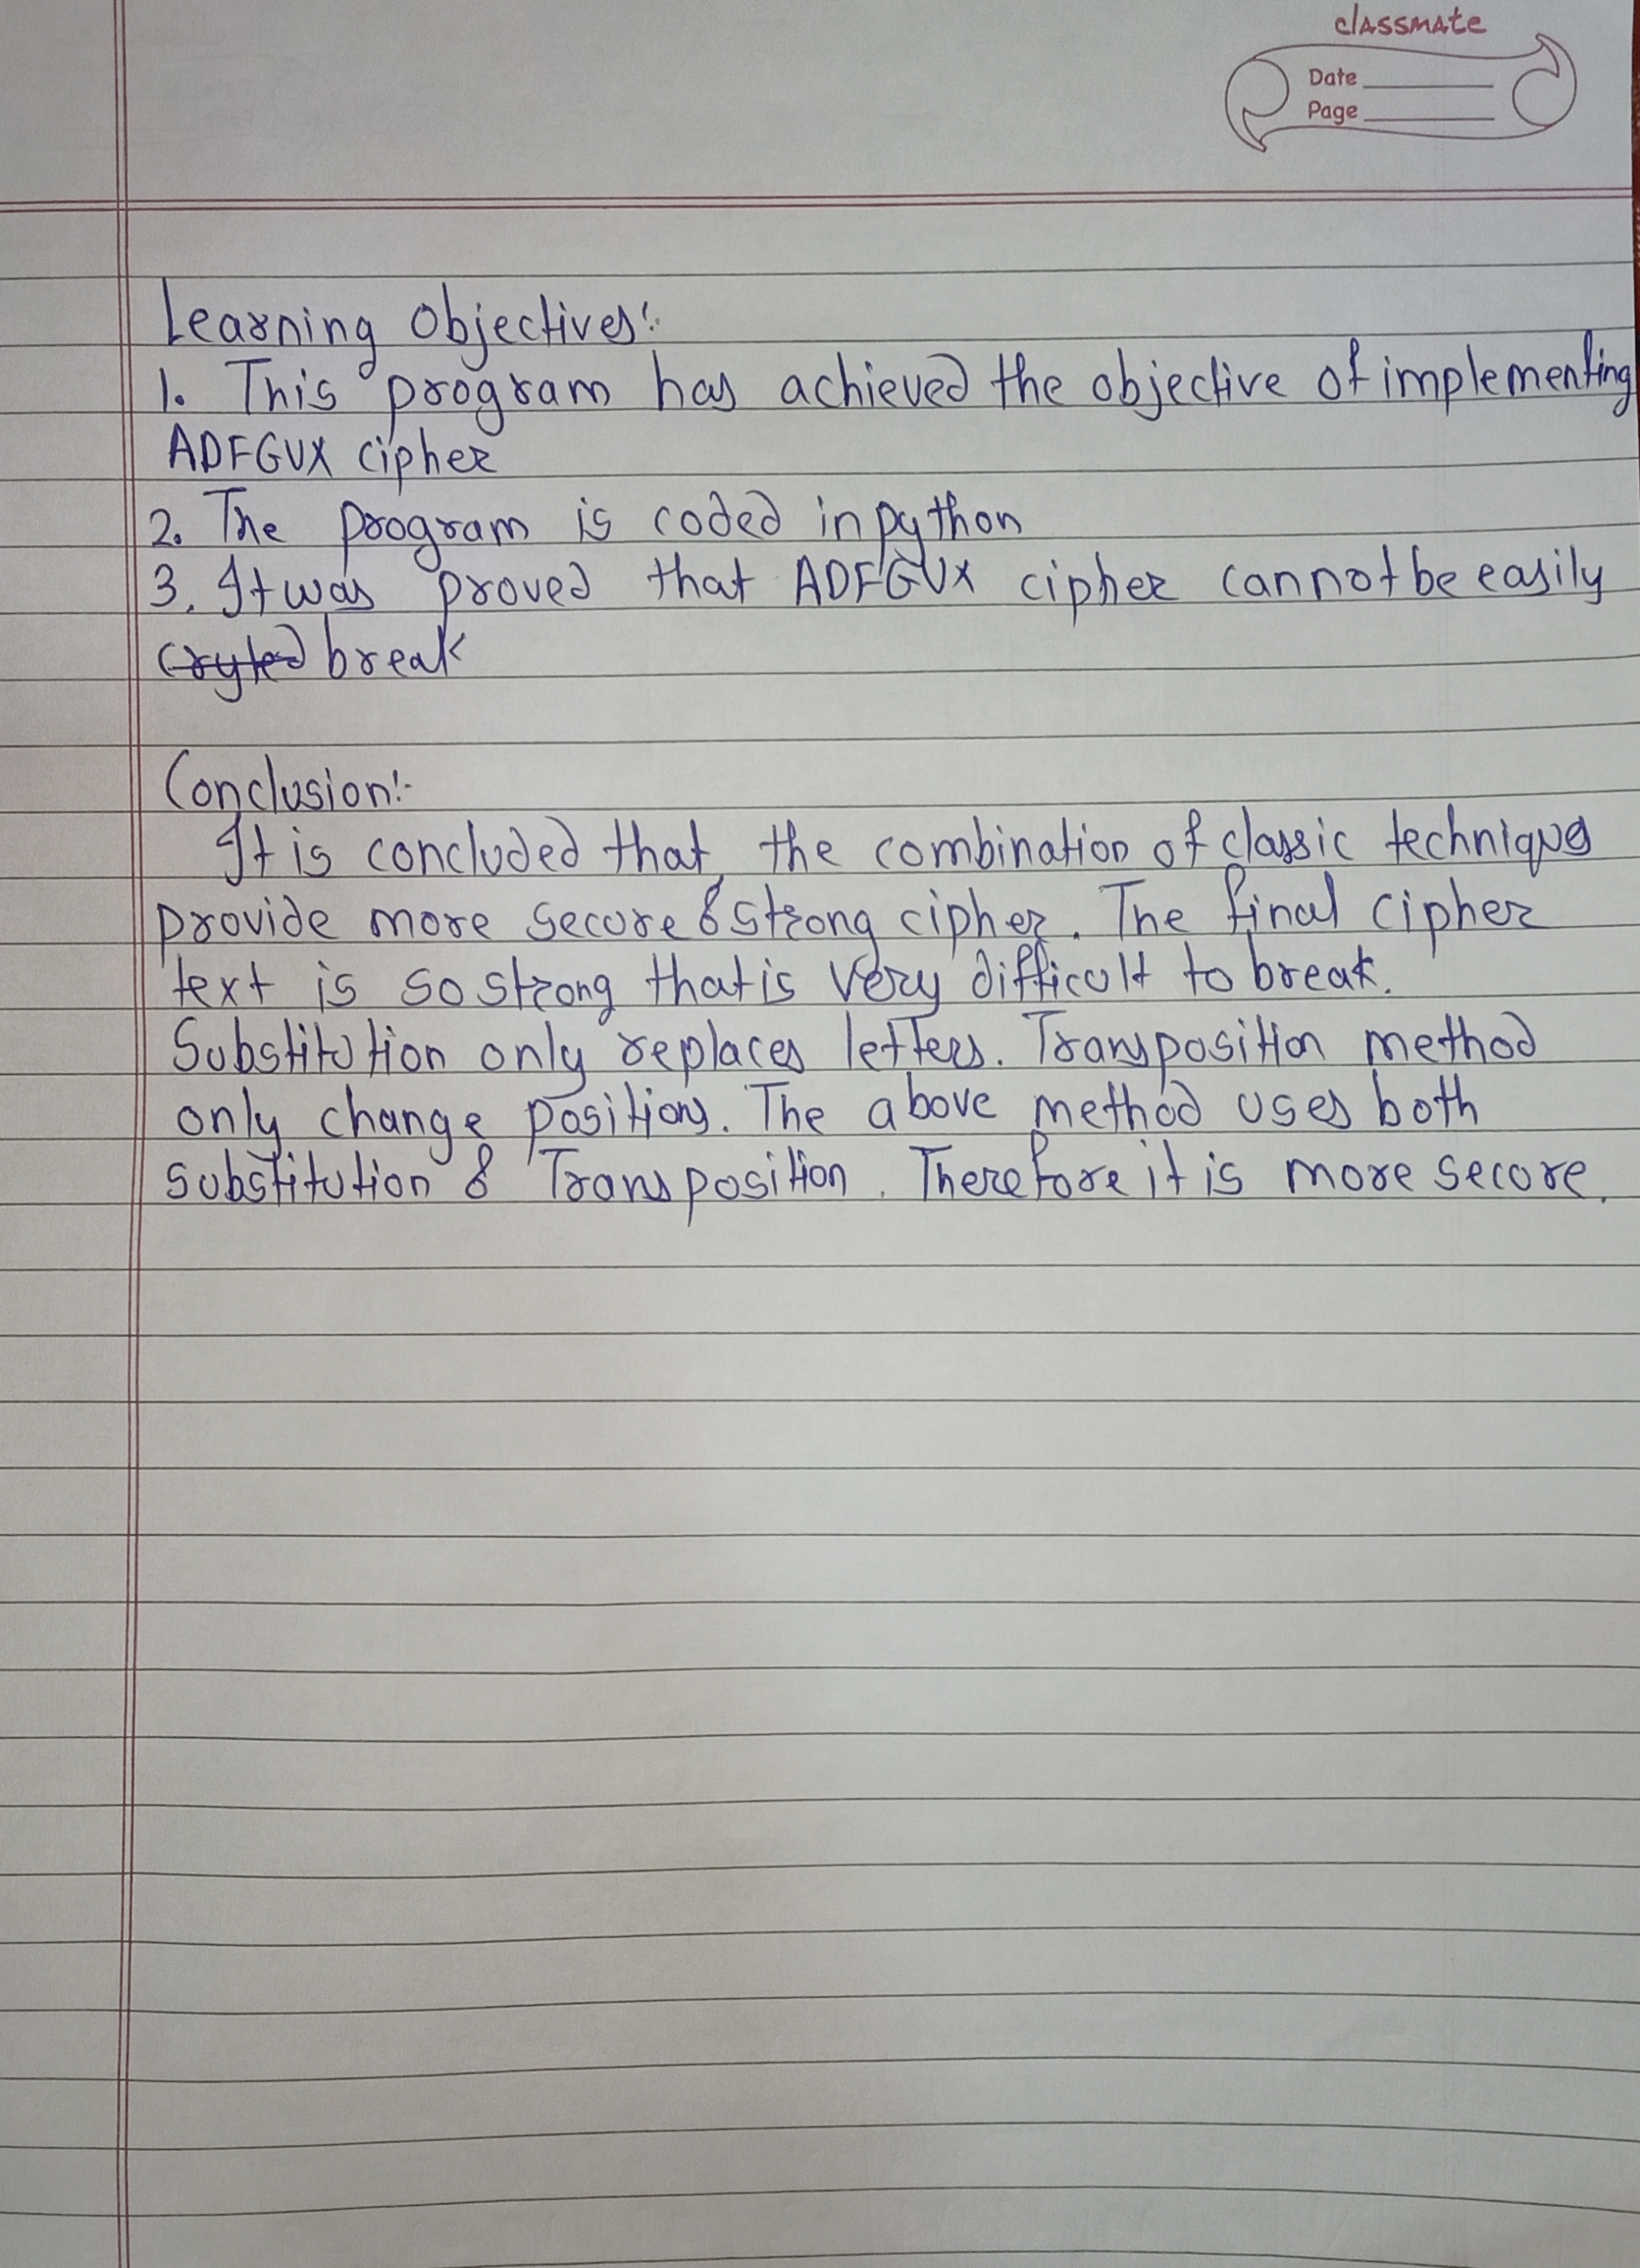 classmate
Date
Page
Learning Objectives:
1. This program has achieved the objective of implementing
ADFGVX cipher
2. The program is coded in python
3. It was proved that ADFGVX cipher cannot be easily
break
Conclusion:-
It is concluded that, the combination of classic techniques
provide more secure & strong cipher. The final cipher
text is so strong that is very difficult to break.
Substitution only replaces letters. Transposition method
only change positions. The above method uses both
substitution & Transposition. Therefore it is more secure.